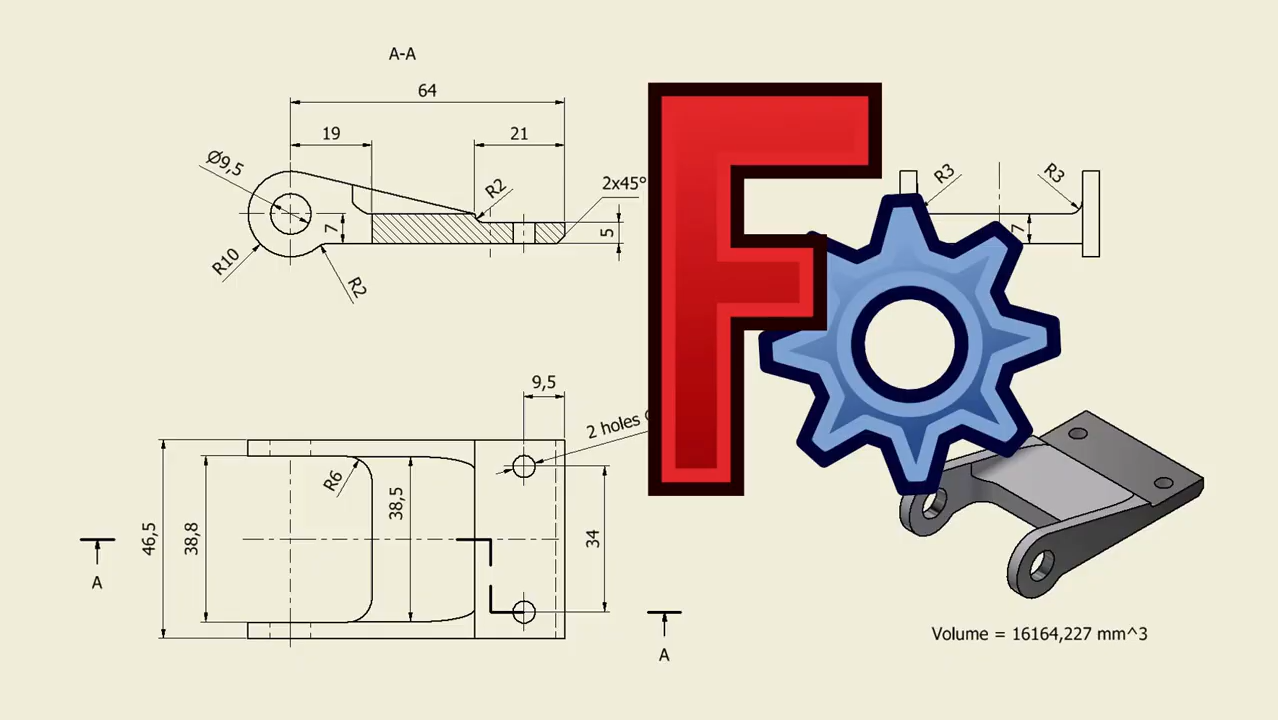 A-A
64
19
21
Ø9,5
R2
2x45°
R3
R3
7
7
5
R10
R2
9,5
2 holes
R6
38,5
46,5
38,8
34
A
A
Volume = 16164,227 mm^3
F